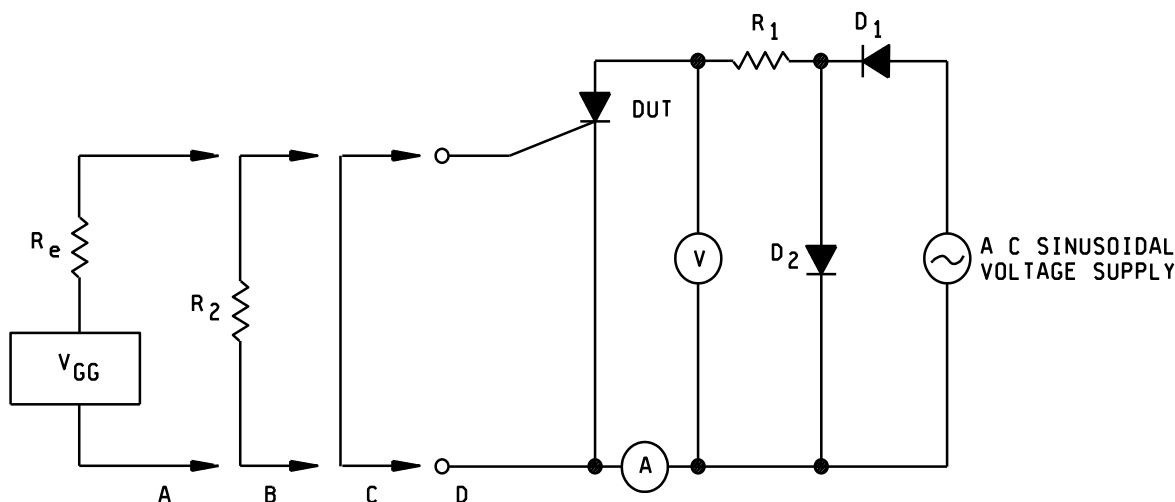 R1
D1
DUT
Re
R2
V
D2
A C SINUSOIDAL
VOLTAGE SUPPLY
VGG
A
A
B
C
D